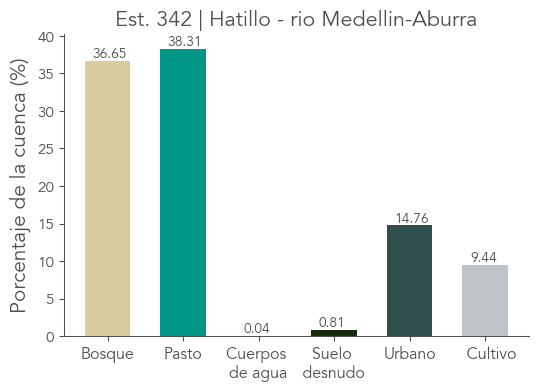 Est. 342 | Hatillo - rio Medellin-Aburra
Porcentaje de la cuenca (%)
40
35
30
25
20
15
10
5
0
36.65
38.31
0.04
0.81
14.76
9.44
Bosque
Pasto
Cuerpos
de agua
Suelo
desnudo
Urbano
Cultivo